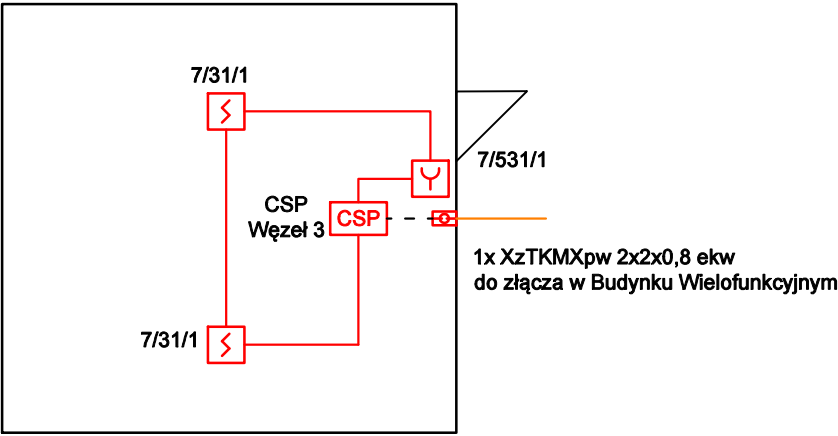 7/31/1
7/531/1
CSP
Węzeł 3
CSP
1x XzTKMXpw 2x2x0,8 ekw
do złącza w Budynku Wielofunkcyjnym
7/31/1